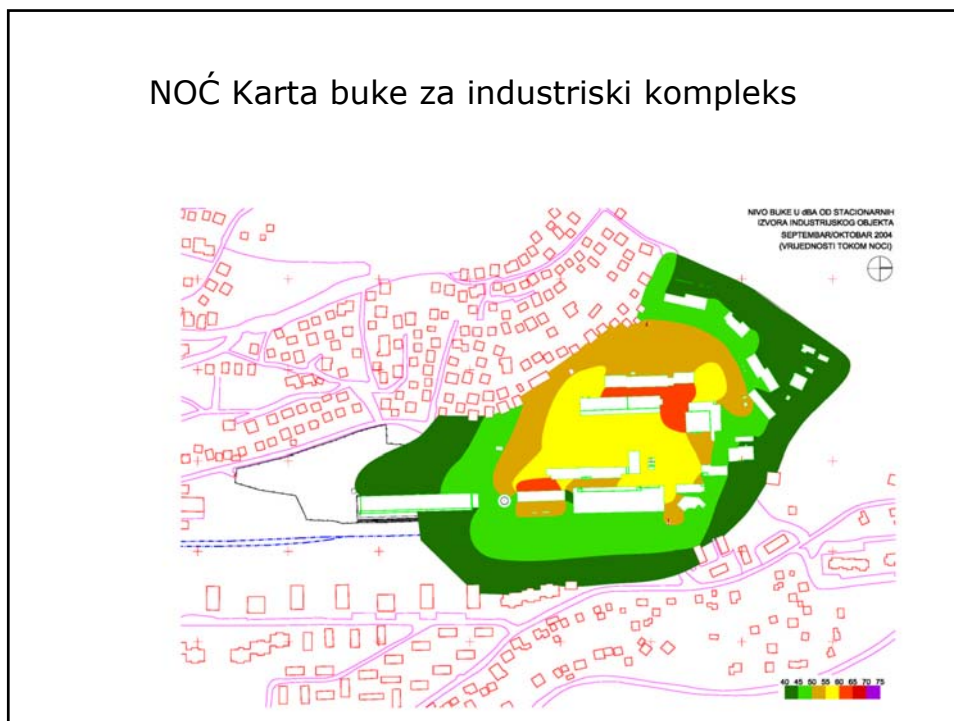 NOĆ Karta buke za industriski kompleks
NIVO BUKE U dBA OD STACIONARNIH
IZVORA INDUSTRIJSKOG OBJEKTA
SEPTEMBAR/OKTOBAR 2004
(VRIJEDNOSTI TOKOM NOCI)
40 45 50 55 60 65 70 75